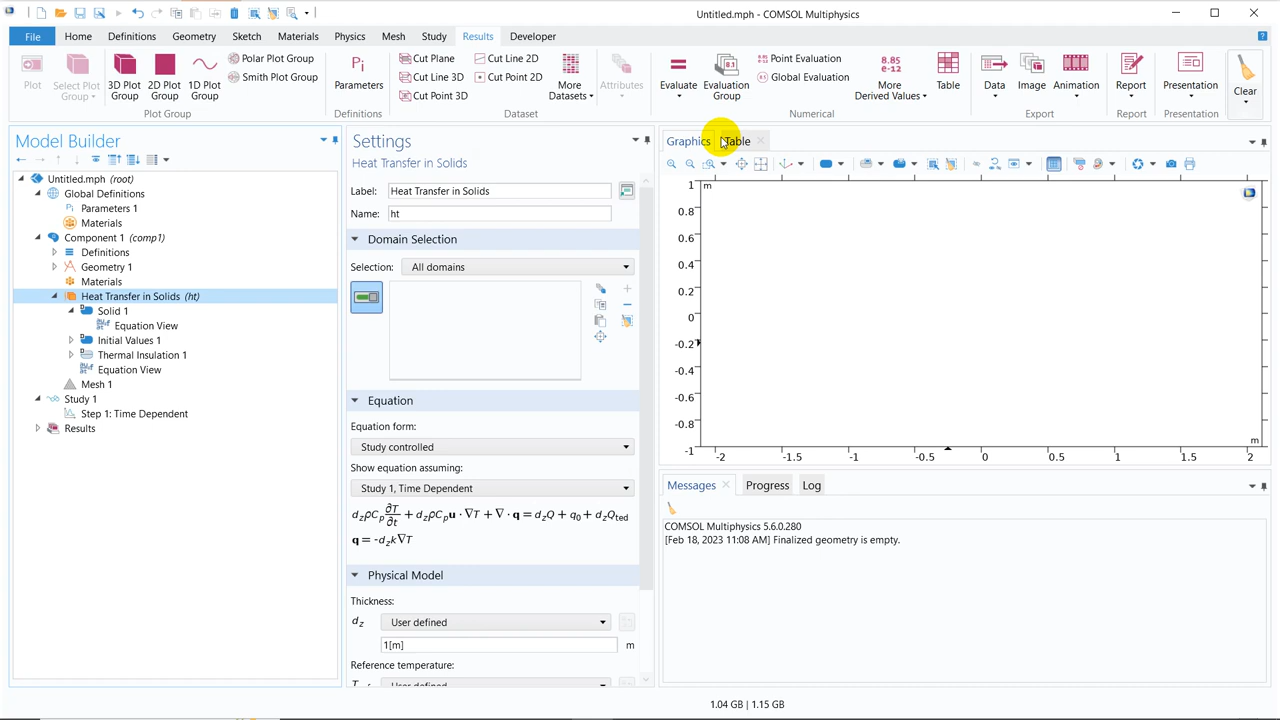 Untitled.mph - COMSOL Multiphysics
File Home Definitions Geometry Sketch Materials Physics Mesh Study Results Developer
Plot
Select Plot Group
3D Plot Group
2D Plot Group
1D Plot Group
Polar Plot Group
Smith Plot Group
Plot Group
Pi
Parameters
Definitions
Cut Plane
Cut Line 3D
Cut Point 3D
Cut Line 2D
Cut Point 2D
More Datasets
Attributes
Dataset
Evaluate
Evaluation Group
Point Evaluation
Global Evaluation
8.85
e-12
More Derived Values
Table
Numerical
Data
Image
Animation
Export
Report
Report
Presentation
Presentation
Clear
Model Builder
Untitled.mph (root)
Global Definitions
Pi Parameters 1
Materials
Component 1 (comp1)
Definitions
Geometry 1
Materials
Heat Transfer in Solids (ht)
Solid 1
Equation View
Initial Values 1
Thermal Insulation 1
Equation View
Mesh 1
Study 1
Step 1: Time Dependent
Results
Settings
Heat Transfer in Solids
Label: Heat Transfer in Solids
Name: ht
Domain Selection
Selection: All domains
Equation
Equation form:
Study controlled
Show equation assuming:
Study 1, Time Dependent
d_zρC_p ∂T/∂t + d_zρC_p u · ∇T + ∇ · q = d_zQ + q_0 + d_zQ_ted
q = -d_zk∇T
Physical Model
Thickness:
d_z User defined
1[m] m
Reference temperature:
User defined
Graphics Table
m
1
0.8
0.6
0.4
0.2
0
-0.2
-0.4
-0.6
-0.8
-1
-2 -1.5 -1 -0.5 0 0.5 1 1.5 2
m
Messages Progress Log
COMSOL Multiphysics 5.6.0.280
[Feb 18, 2023 11:08 AM] Finalized geometry is empty.
1.04 GB | 1.15 GB